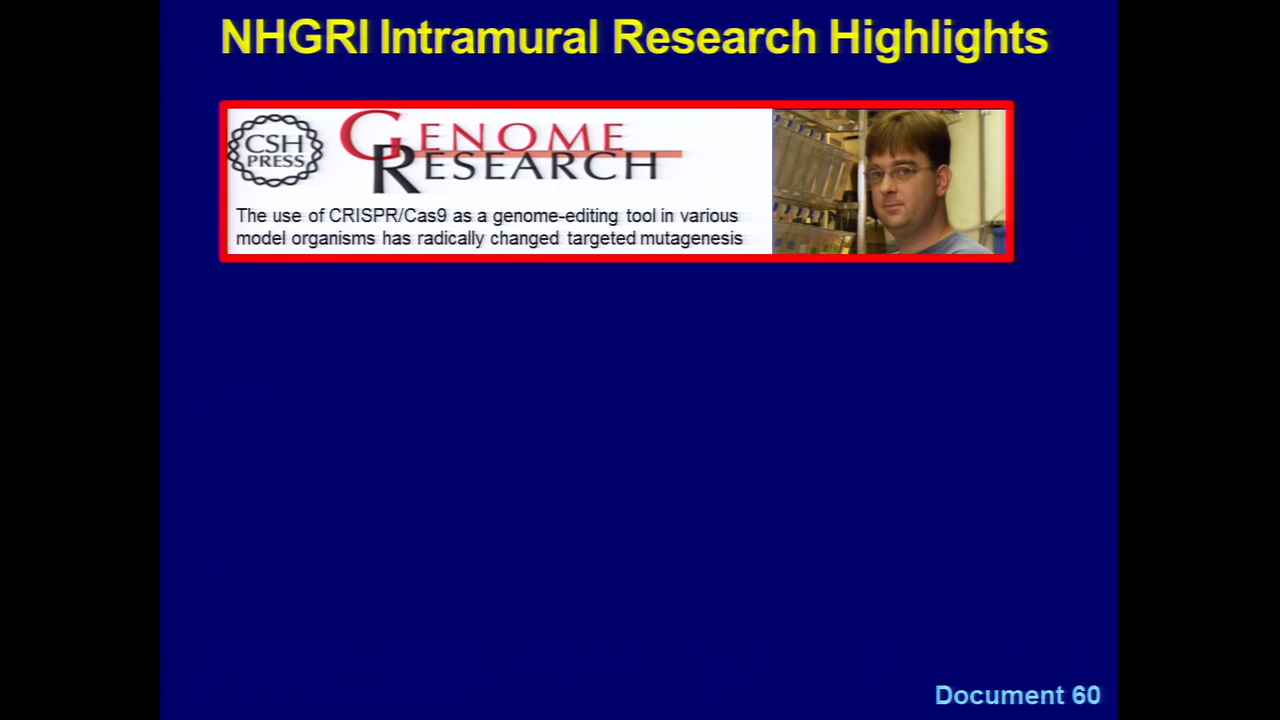 NHGRI Intramural Research Highlights
CSH
PRESS
GENOME
RESEARCH
The use of CRISPR/Cas9 as a genome-editing tool in various
model organisms has radically changed targeted mutagenesis
Document 60